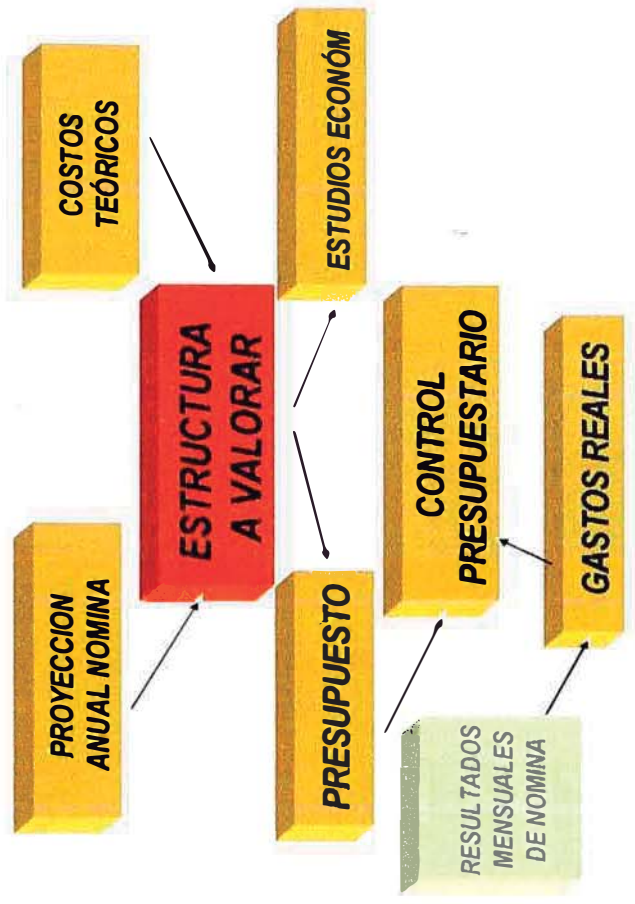 PROYECCION
ANUAL NOMINA
COSTOS
TEÓRICOS
ESTRUCTURA
A VALORAR
PRESUPUESTO
ESTUDIOS ECONÓM
CONTROL
PRESUPUESTARIO
RESULTADOS
MENSUALES
DE NOMINA
GASTOS REALES